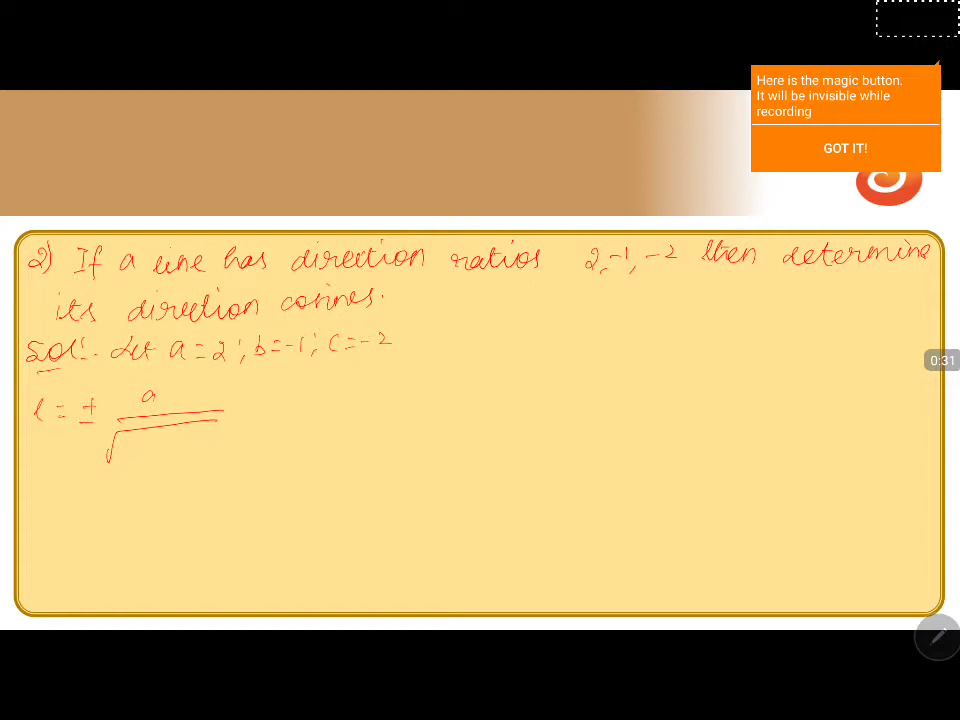 Here is the magic button.
It will be invisible while
recording
GOT IT!
2) If a line has direction ratios 2,-1,-2 then determine
its direction cosines.
Sol:. Let a = 2 ; b = -1 ; c = -2
0:31
l = ± a
√